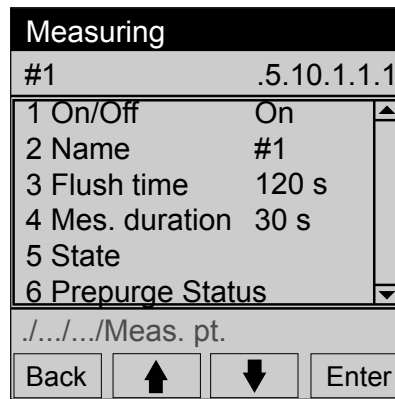 Measuring
#1 .5.10.1.1.1
1 On/Off On
2 Name #1
3 Flush time 120 s
4 Mes. duration 30 s
5 State
6 Prepurge Status
./.../.../Meas. pt.
Back Enter